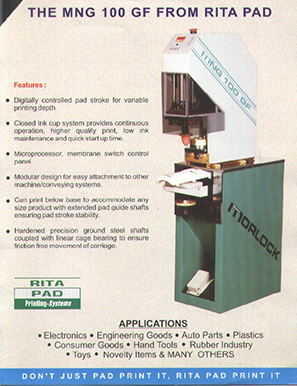 THE MNG 100 GF FROM RITA PAD
MNG 100 GF
Features :
• Digitally controlled pad stroke for variable
printing depth.
• Closed Ink cup system provides continuous
operation, higher quality print, low ink
maintenance and quick start up time.
• Microprocessor, membrane switch control
panel.
• Modular design for easy attachment to other
machine/conveying systems.
• Can print below base to accommodate any
size product with extended pad guide shafts
ensuring pad stroke stability.
• Hardened precision ground steel shafts
coupled with linear cage bearing to ensure
friction free movement of carriage.
MORLOCK
RITA
PAD
Printing-Systems
APPLICATIONS
• Electronics • Engineering Goods • Auto Parts • Plastics
• Consumer Goods • Hand Tools • Rubber Industry
• Toys • Novelty Items & MANY OTHERS
DON'T JUST PAD PRINT IT, RITA PAD PRINT IT